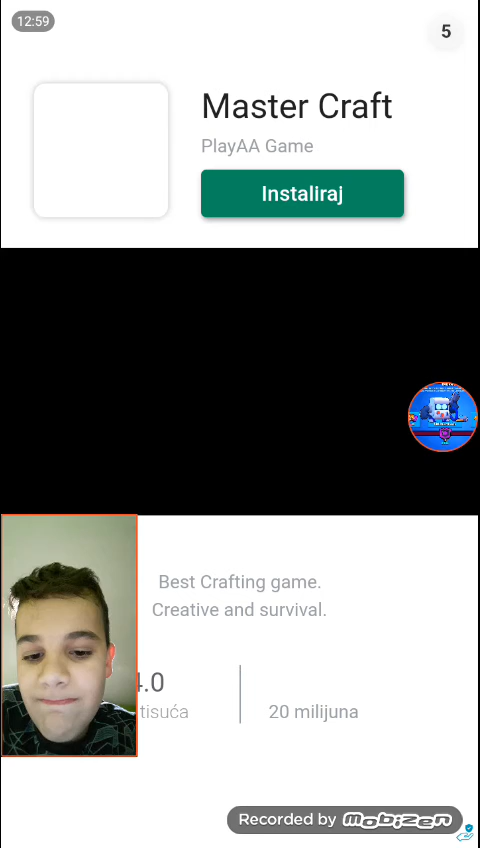 12:59
5
Master Craft
PlayAA Game
Instaliraj
Best Crafting game.
Creative and survival.
4.0
tisuća
20 milijuna
Recorded by mobizen